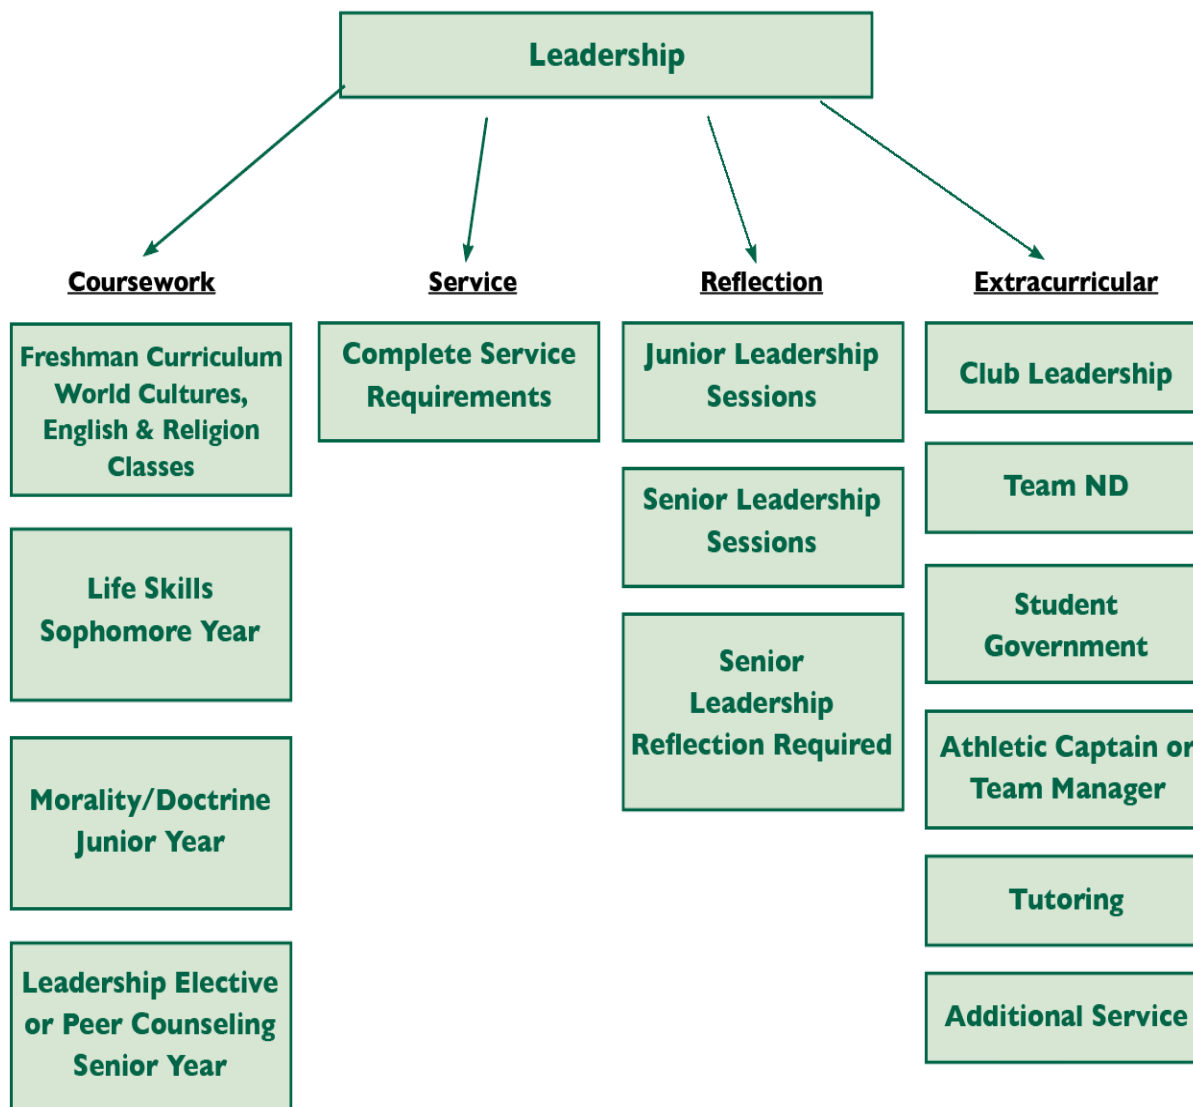 Leadership
Coursework
Freshman Curriculum
World Cultures,
English & Religion
Classes
Life Skills
Sophomore Year
Morality/Doctrine
Junior Year
Leadership Elective
or Peer Counseling
Senior Year
Service
Complete Service
Requirements
Reflection
Junior Leadership
Sessions
Senior Leadership
Sessions
Senior
Leadership
Reflection Required
Extracurricular
Club Leadership
Team ND
Student
Government
Athletic Captain or
Team Manager
Tutoring
Additional Service